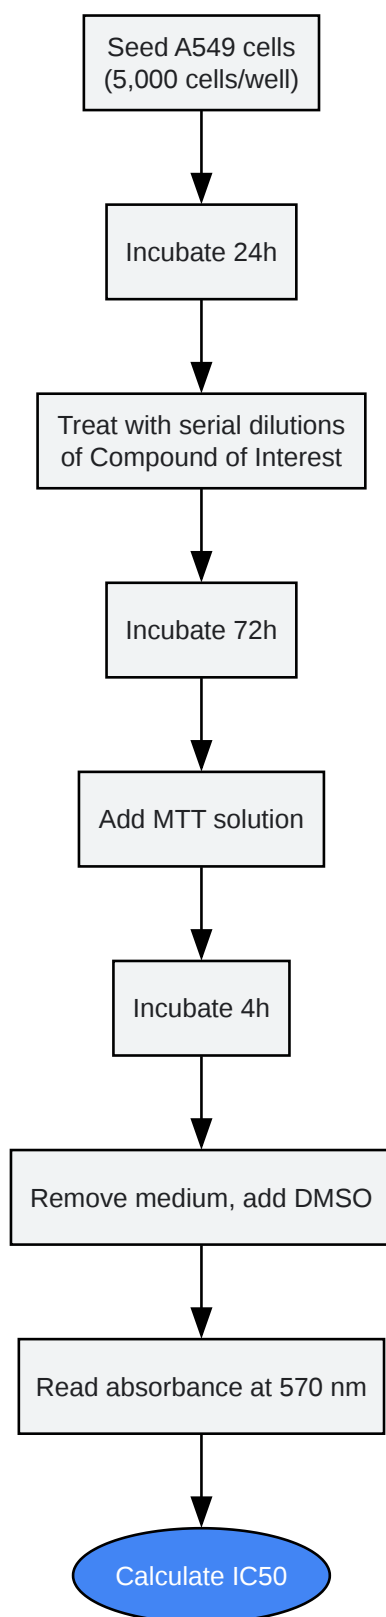 Seed A549 cells
(5,000 cells/well)
Incubate 24h
Treat with serial dilutions
of Compound of Interest
Incubate 72h
Add MTT solution
Incubate 4h
Remove medium, add DMSO
Read absorbance at 570 nm
Calculate IC50